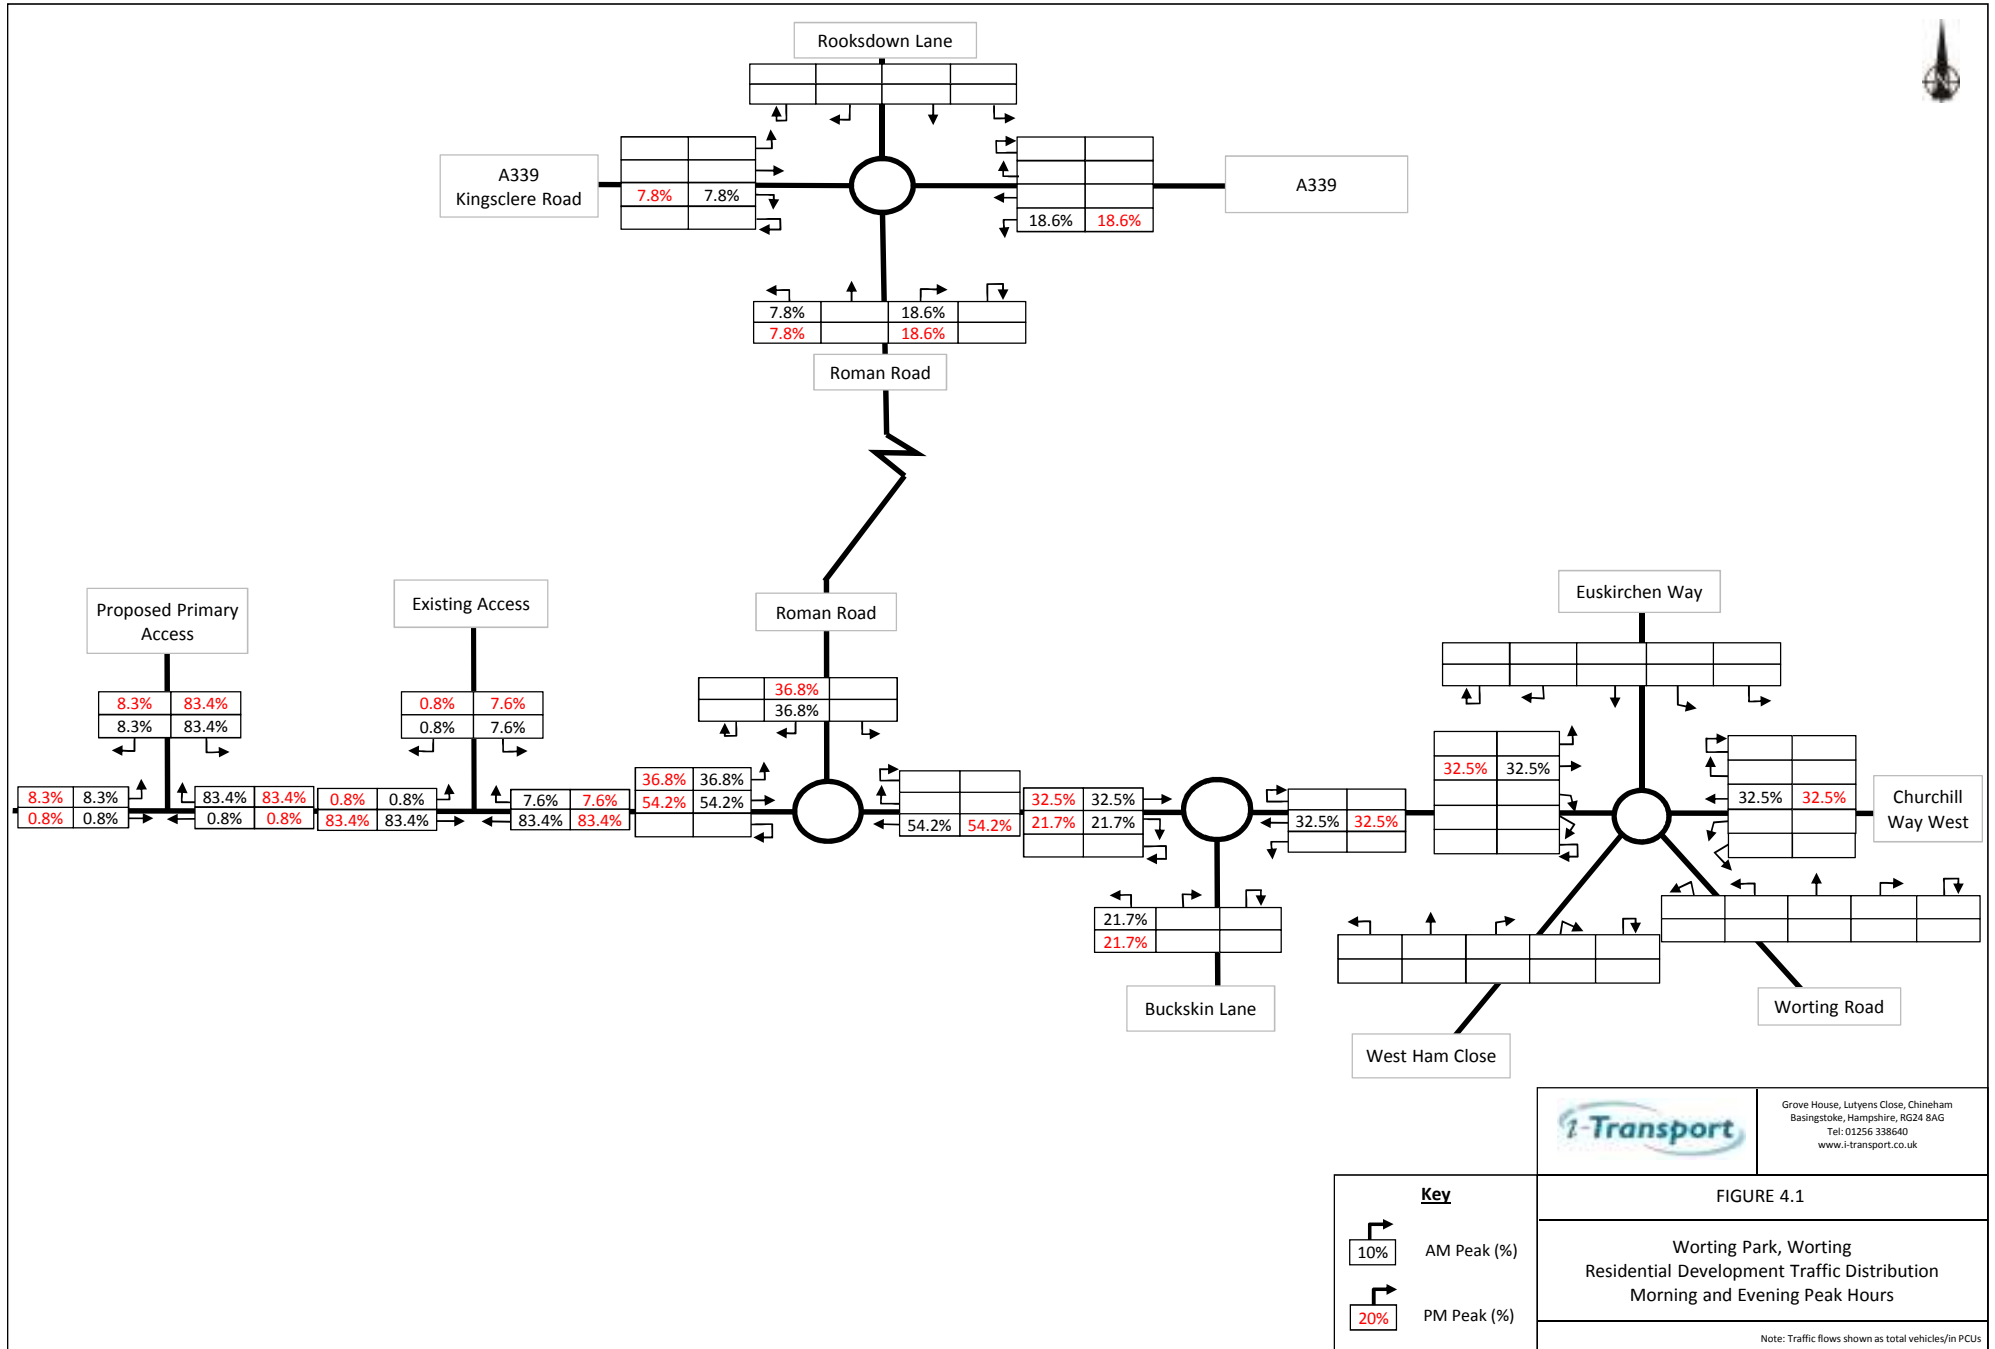 Rooksdown Lane
A339
Kingsclere Road
7.8% 7.8%
A339
18.6% 18.6%
7.8% 18.6%
7.8% 18.6%
Roman Road
Proposed Primary
Access
Existing Access
Roman Road
Euskirchen Way
8.3% 83.4%
8.3% 83.4%
0.8% 7.6%
0.8% 7.6%
36.8%
36.8%
8.3% 8.3%
0.8% 0.8%
83.4% 83.4%
0.8% 0.8%
0.8% 0.8%
83.4% 83.4%
7.6% 7.6%
83.4% 83.4%
36.8% 36.8%
54.2% 54.2%
54.2% 54.2%
32.5% 32.5%
21.7% 21.7%
32.5% 32.5%
32.5% 32.5%
32.5% 32.5%
Churchill
Way West
21.7%
21.7%
Buckskin Lane
West Ham Close
Worting Road
i-Transport
Grove House, Lutyens Close, Chineham
Basingstoke, Hampshire, RG24 8AG
Tel: 01256 338640
www.i-transport.co.uk
Key
10% AM Peak (%)
20% PM Peak (%)
FIGURE 4.1
Worting Park, Worting
Residential Development Traffic Distribution
Morning and Evening Peak Hours
Note: Traffic flows shown as total vehicles/in PCUs
N